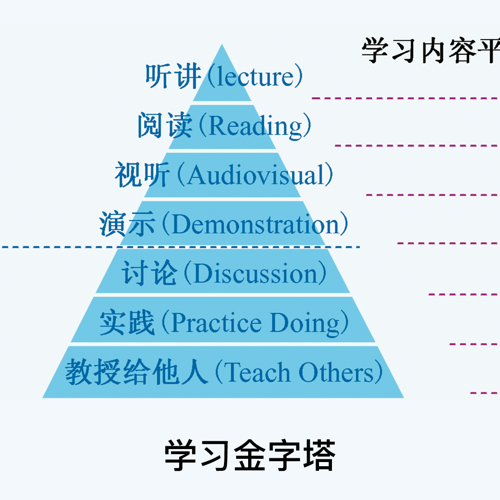 学习内容平
听讲(lecture)
阅读(Reading)
视听(Audiovisual)
演示(Demonstration)
讨论(Discussion)
实践(Practice Doing)
教授给他人(Teach Others)
学习金字塔